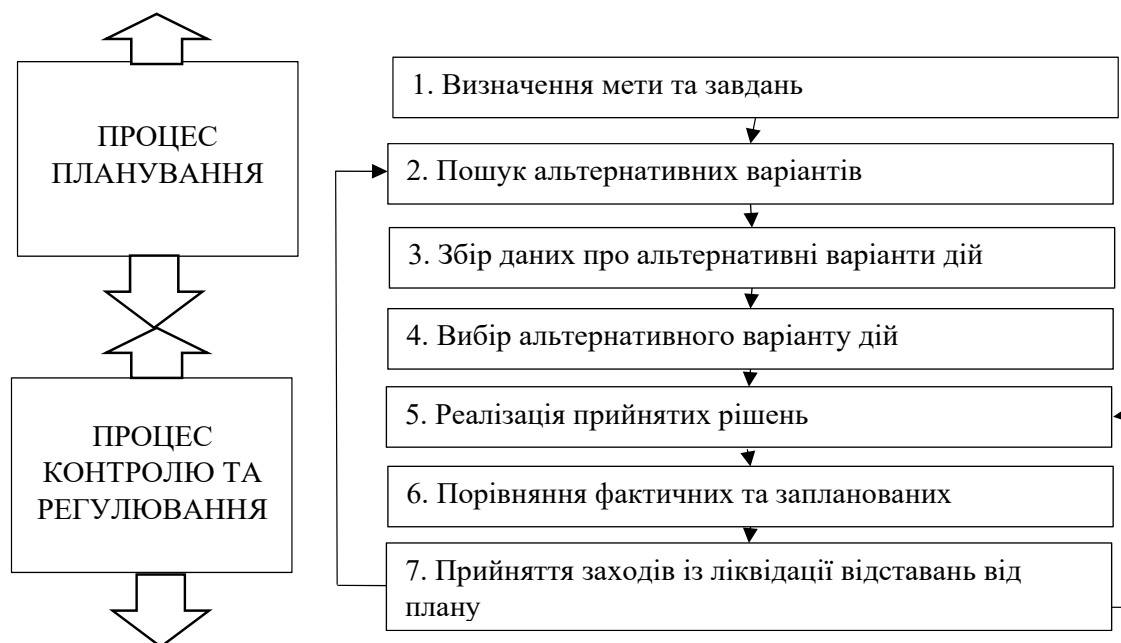 ПРОЦЕС
ПЛАНУВАННЯ
ПРОЦЕС
КОНТРОЛЮ ТА
РЕГУЛЮВАННЯ
1. Визначення мети та завдань
2. Пошук альтернативних варіантів
3. Збір даних про альтернативні варіанти дій
4. Вибір альтернативного варіанту дій
5. Реалізація прийнятих рішень
6. Порівняння фактичних та запланованих
7. Прийняття заходів із ліквідації відставань від
плану